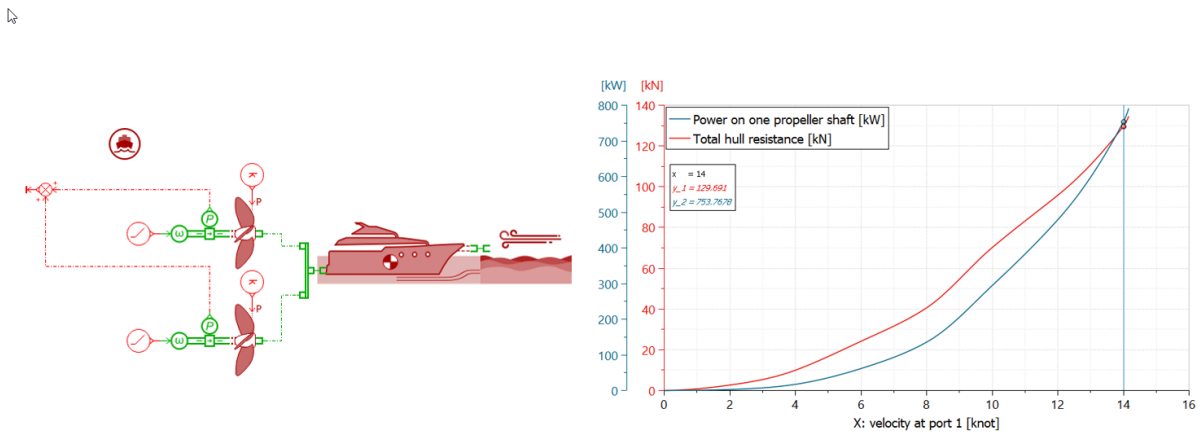 [kW] [kN]
800 140
Power on one propeller shaft [kW]
Total hull resistance [kN]
700 120
x = 14
y_1 = 129.691
y_2 = 753.7678
600 100
500 80
400
300 60
200 40
100 20
0 0
0 2 4 6 8 10 12 14 16
X: velocity at port 1 [knot]
K
P
P
ω
K
P
P
ω